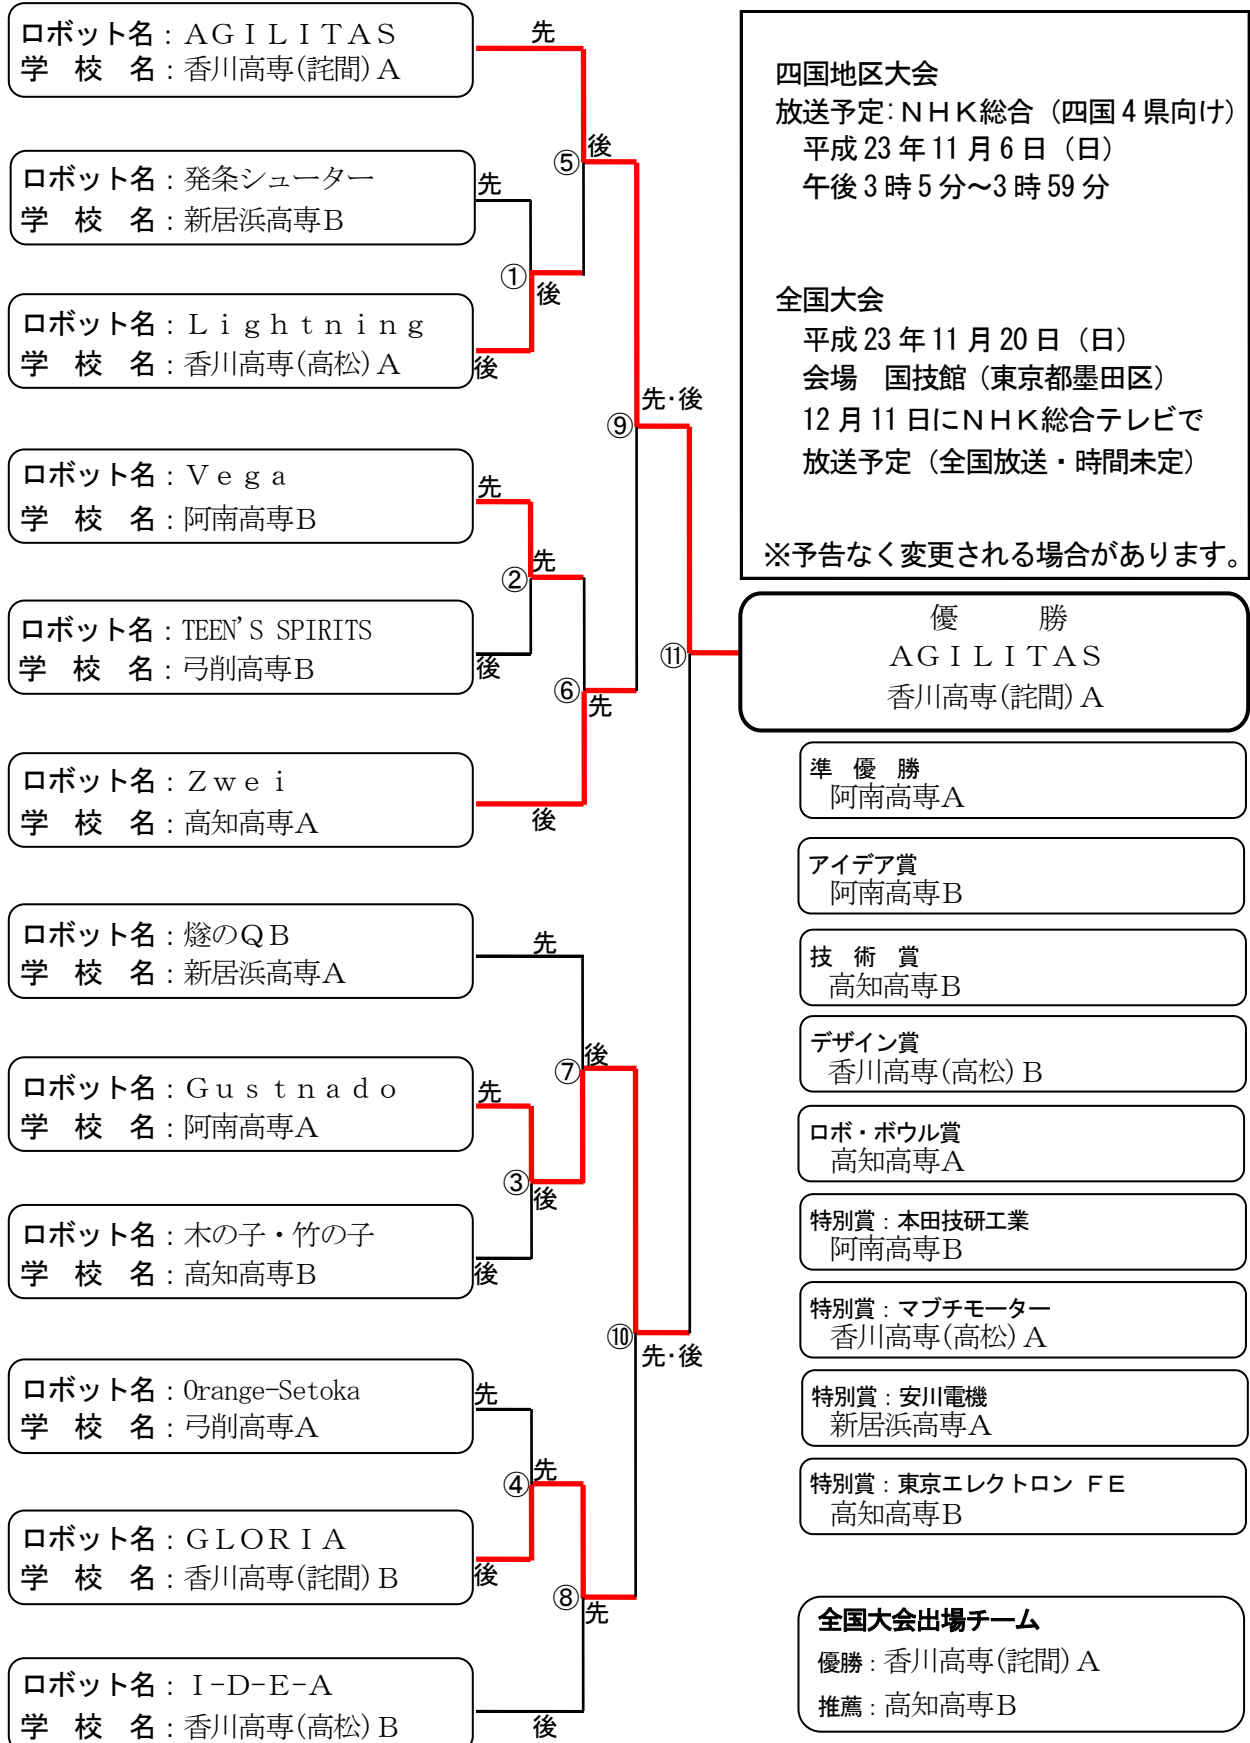 ロボット名：ＡＧＩＬＩＴＡＳ
学　校　名：香川高専(詫間)Ａ
先
ロボット名：発条シューター
学　校　名：新居浜高専Ｂ
先
⑤
後
①
後
ロボット名：Ｌｉｇｈｔｎｉｎｇ
学　校　名：香川高専(高松)Ａ
後
⑨
先・後
ロボット名：Ｖｅｇａ
学　校　名：阿南高専Ｂ
先
②
先
ロボット名：TEEN'S SPIRITS
学　校　名：弓削高専Ｂ
後
⑥
先
⑪
ロボット名：Ｚｗｅｉ
学　校　名：高知高専Ａ
後
ロボット名：燧のＱＢ
学　校　名：新居浜高専Ａ
先
⑦
後
ロボット名：Ｇｕｓｔｎａｄｏ
学　校　名：阿南高専Ａ
先
③
後
ロボット名：木の子・竹の子
学　校　名：高知高専Ｂ
後
⑩
先・後
ロボット名：Orange-Setoka
学　校　名：弓削高専Ａ
先
④
先
ロボット名：ＧＬＯＲＩＡ
学　校　名：香川高専(詫間)Ｂ
後
⑧
先
ロボット名：Ｉ-Ｄ-Ｅ-Ａ
学　校　名：香川高専(高松)Ｂ
後
四国地区大会
放送予定：ＮＨＫ総合（四国４県向け）
平成23年11月6日（日）
午後3時5分～3時59分
全国大会
平成23年11月20日（日）
会場　国技館（東京都墨田区）
12月11日にＮＨＫ総合テレビで
放送予定（全国放送・時間未定）
※予告なく変更される場合があります。
優　　　勝
ＡＧＩＬＩＴＡＳ
香川高専(詫間)Ａ
準　優　勝
阿南高専Ａ
アイデア賞
阿南高専Ｂ
技　術　賞
高知高専Ｂ
デザイン賞
香川高専(高松)Ｂ
ロボ・ボウル賞
高知高専Ａ
特別賞：本田技研工業
阿南高専Ｂ
特別賞：マブチモーター
香川高専(高松)Ａ
特別賞：安川電機
新居浜高専Ａ
特別賞：東京エレクトロン　ＦＥ
高知高専Ｂ
全国大会出場チーム
優勝：香川高専(詫間)Ａ
推薦：高知高専Ｂ